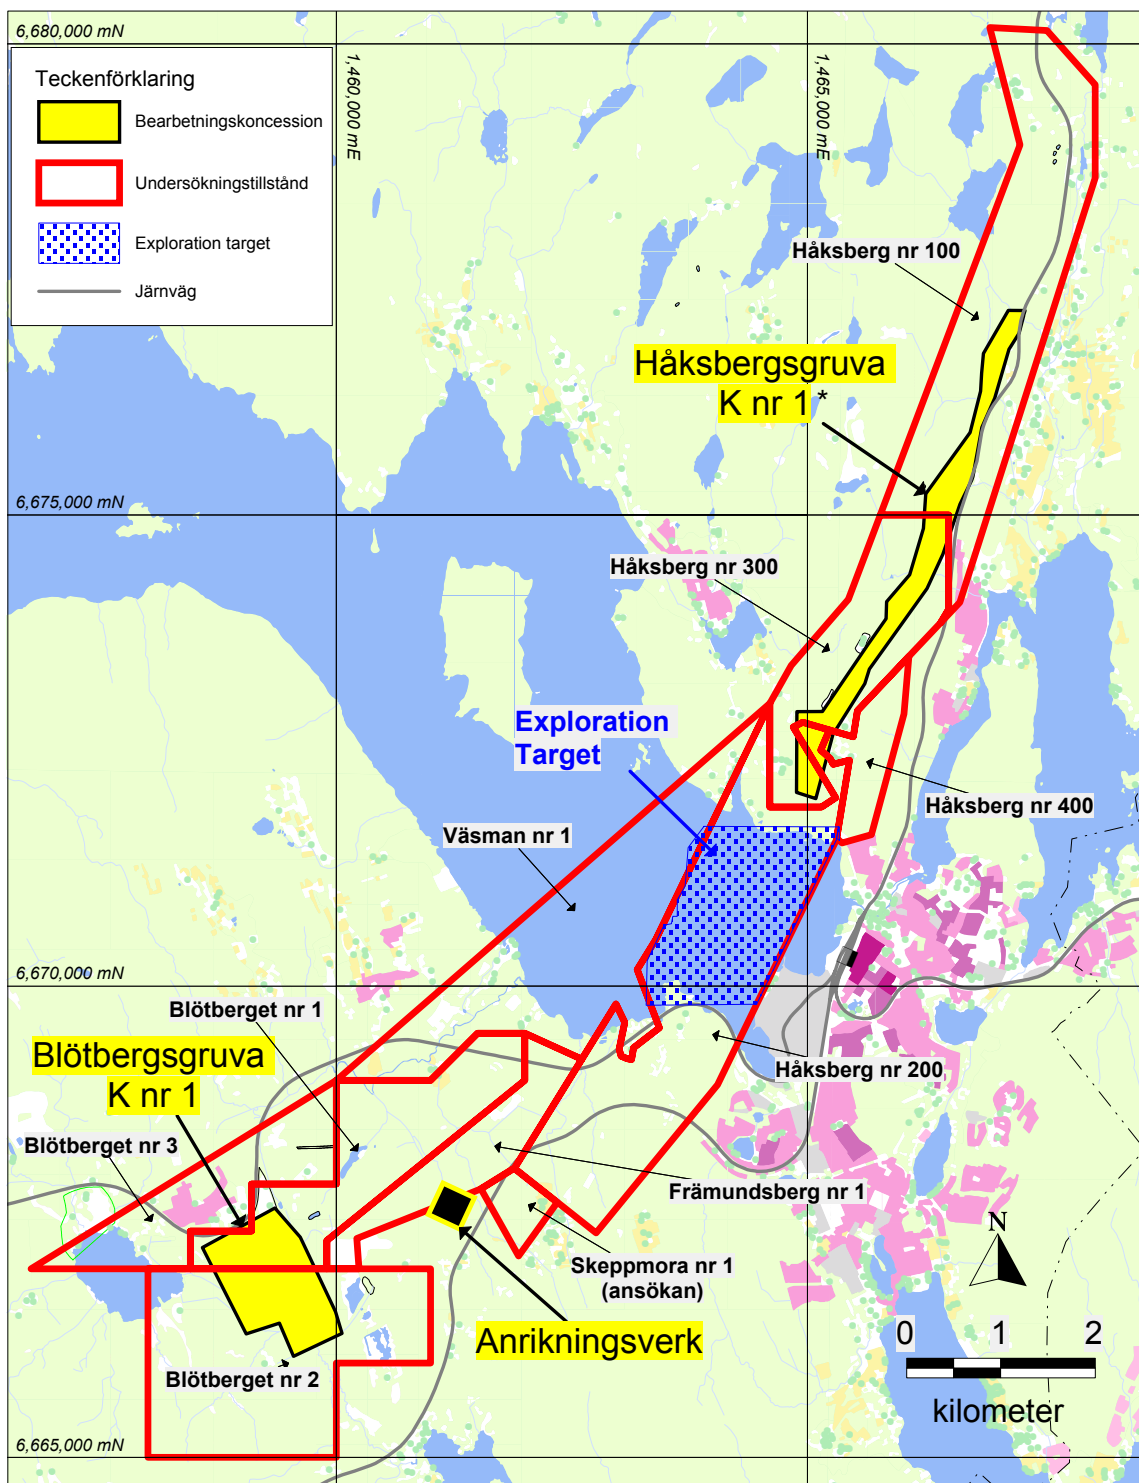 6,680,000 mN
Teckenförklaring
Bearbetningskoncession
Undersökningstillstånd
Exploration target
Järnväg
1,460,000 mE
1,465,000 mE
Håksberg nr 100
Håksbergsgruva
K nr 1 *
6,675,000 mN
Håksberg nr 300
Exploration
Target
Håksberg nr 400
Väsman nr 1
6,670,000 mN
Blötberget nr 1
Blötbergsgruva
K nr 1
Håksberg nr 200
Blötberget nr 3
Främundsberg nr 1
N
Skeppmora nr 1
(ansökan)
Anrikningsverk
0 1 2
kilometer
Blötberget nr 2
6,665,000 mN